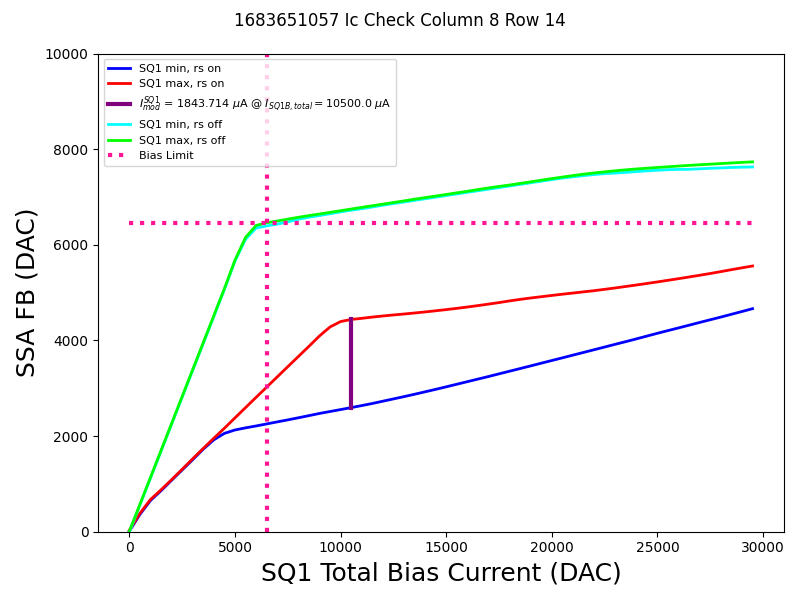 1683651057 Ic Check Column 8 Row 14
SQ1 min, rs on
SQ1 max, rs on
I_{mod}^{SQ1} = 1843.714 μA @ I_{SQ1B, total} = 10500.0 μA
SQ1 min, rs off
SQ1 max, rs off
Bias Limit
10000
8000
6000
4000
2000
0
SSA FB (DAC)
0 5000 10000 15000 20000 25000 30000
SQ1 Total Bias Current (DAC)